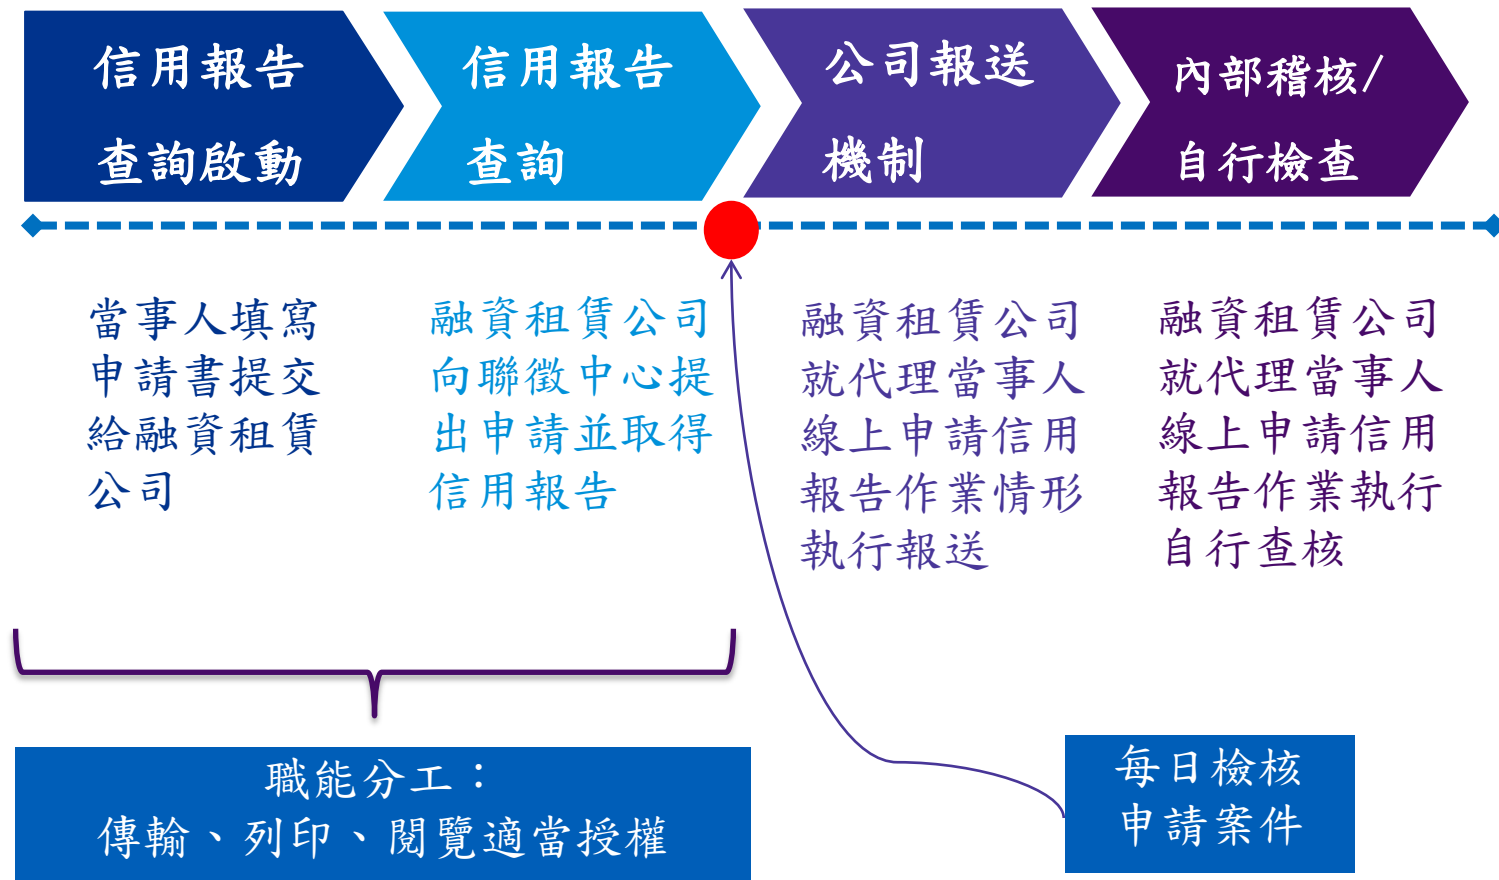 信用報告
查詢啟動
信用報告
查詢
公司報送
機制
內部稽核/
自行檢查
當事人填寫
申請書提交
給融資租賃
公司
融資租賃公司
向聯徵中心提
出申請並取得
信用報告
融資租賃公司
就代理當事人
線上申請信用
報告作業情形
執行報送
融資租賃公司
就代理當事人
線上申請信用
報告作業執行
自行查核
職能分工：
傳輸、列印、閱覽適當授權
每日檢核
申請案件